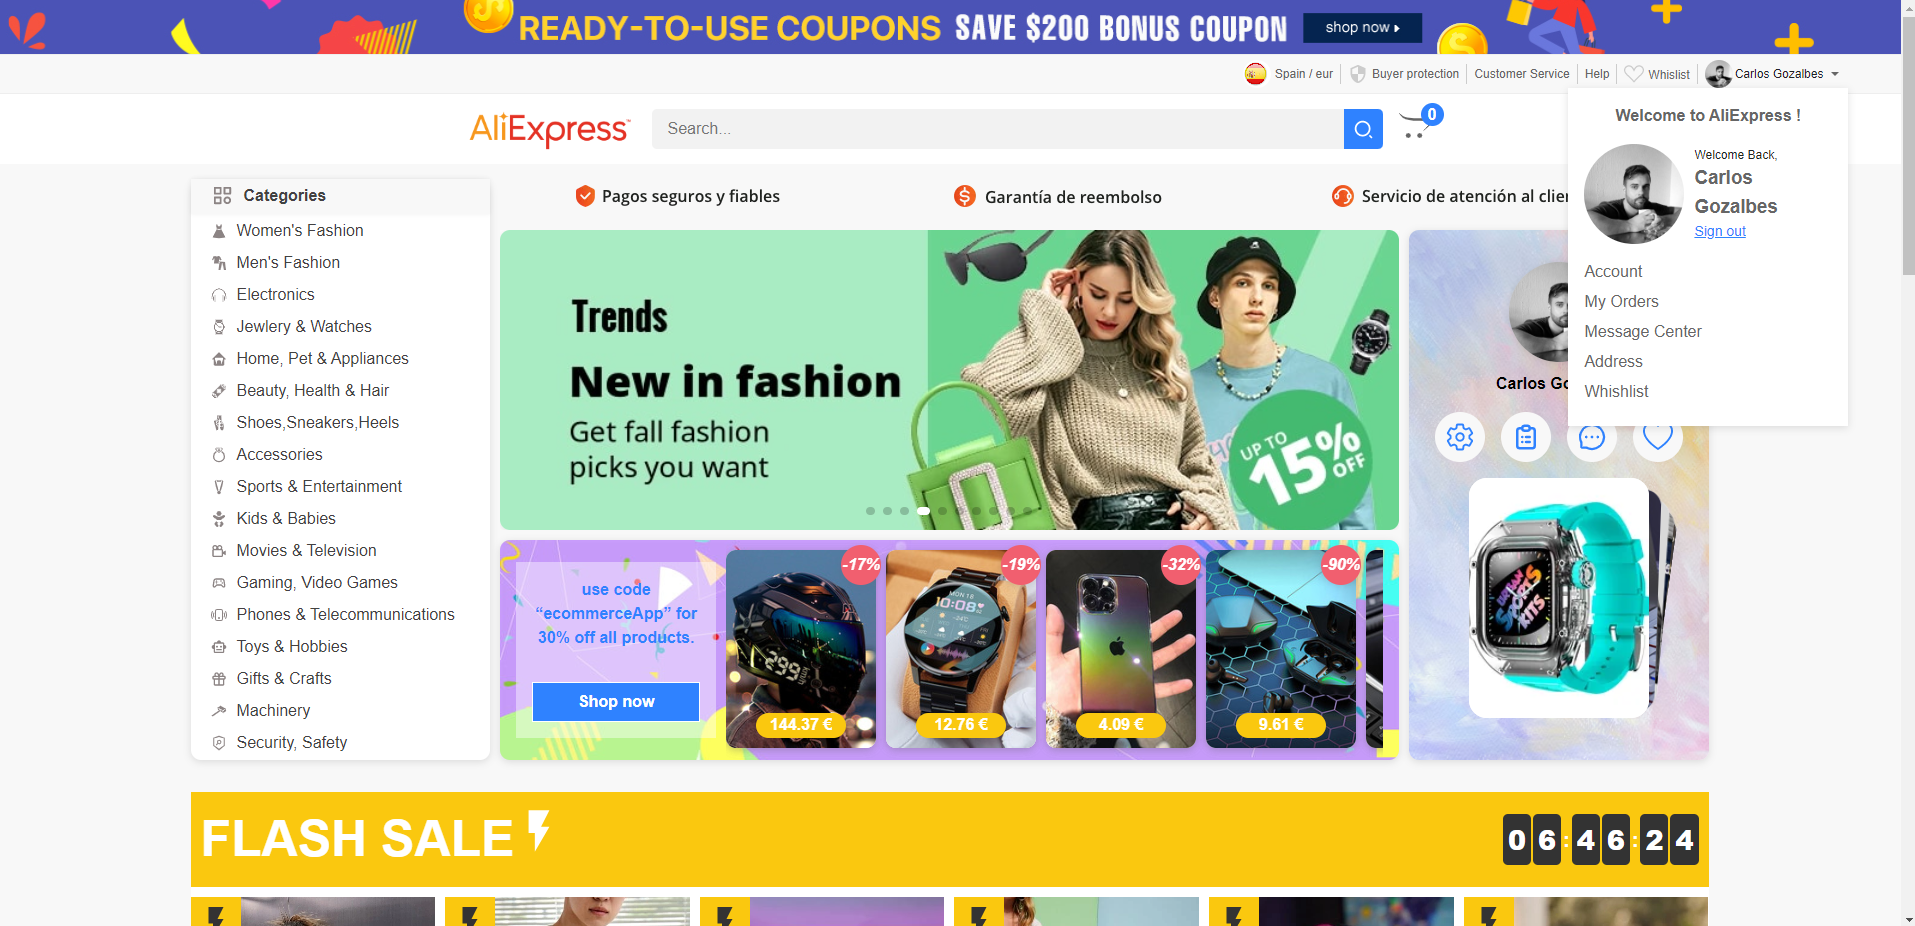 READY-TO-USE COUPONS SAVE $200 BONUS COUPON shop now
Spain / eur Buyer protection Customer Service Help Whislist Carlos Gozalbes
AliExpress Search... 0
Welcome to AliExpress !
Welcome Back,
Carlos
Gozalbes
Sign out
Account
My Orders
Message Center
Address
Whishlist
Categories
Women's Fashion
Men's Fashion
Electronics
Jewlery & Watches
Home, Pet & Appliances
Beauty, Health & Hair
Shoes,Sneakers,Heels
Accessories
Sports & Entertainment
Kids & Babies
Movies & Television
Gaming, Video Games
Phones & Telecommunications
Toys & Hobbies
Gifts & Crafts
Machinery
Security, Safety
Pagos seguros y fiables Garantía de reembolso Servicio de atención al clien
Trends
New in fashion
Get fall fashion
picks you want
UP TO
15% OFF
Carlos Go
use code
“ecommerceApp” for
30% off all products.
Shop now
-17% -19% -32% -90%
MON 18
10:08
299
144.37 € 12.76 € 4.09 € 9.61 €
FLASH SALE 06:46:24